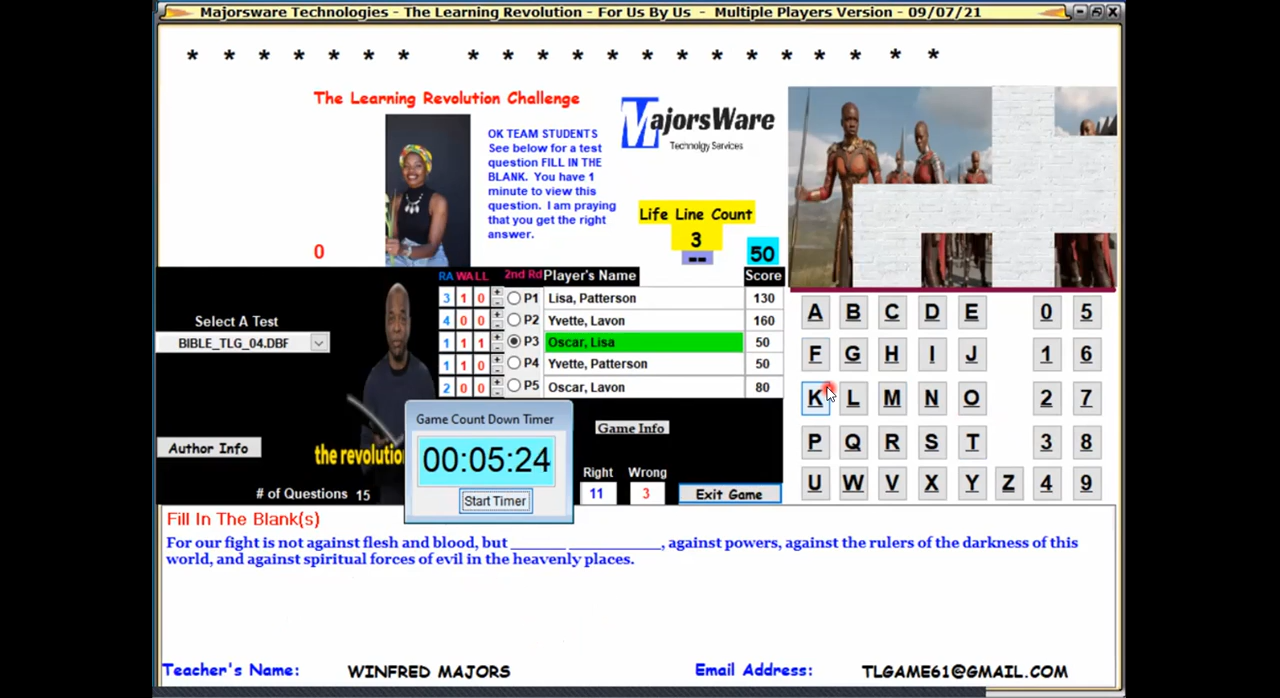 Majorsware Technologies - The Learning Revolution - For Us By Us - Multiple Players Version - 09/07/21
* * * * * * * * * * * * * * * * * * * * *
The Learning Revolution Challenge
MajorsWare
Technolgy Services
OK TEAM STUDENTS
See below for a test
question FILL IN THE
BLANK. You have 1
minute to view this
question. I am praying
that you get the right
answer.
Life Line Count
3
--
0
50
RA WA LL 2nd Rd Player's Name Score
3 1 0 + - P1 Lisa, Patterson 130
4 0 0 + - P2 Yvette, Lavon 160
1 1 1 + - P3 Oscar, Lisa 50
1 1 0 + - P4 Yvette, Patterson 50
2 0 0 + - P5 Oscar, Lavon 80
Select A Test
BIBLE_TLG_04.DBF
Author Info
the revolutio
# of Questions 15
Game Count Down Timer
00:05:24
Start Timer
Game Info
Right Wrong
11 3
Exit Game
A B C D E 0 5
F G H I J 1 6
K L M N O 2 7
P Q R S T 3 8
U W V X Y Z 4 9
Fill In The Blank(s)
For our fight is not against flesh and blood, but ______ __________, against powers, against the rulers of the darkness of this
world, and against spiritual forces of evil in the heavenly places.
Teacher's Name: WINFRED MAJORS Email Address: TLGAME61@GMAIL.COM